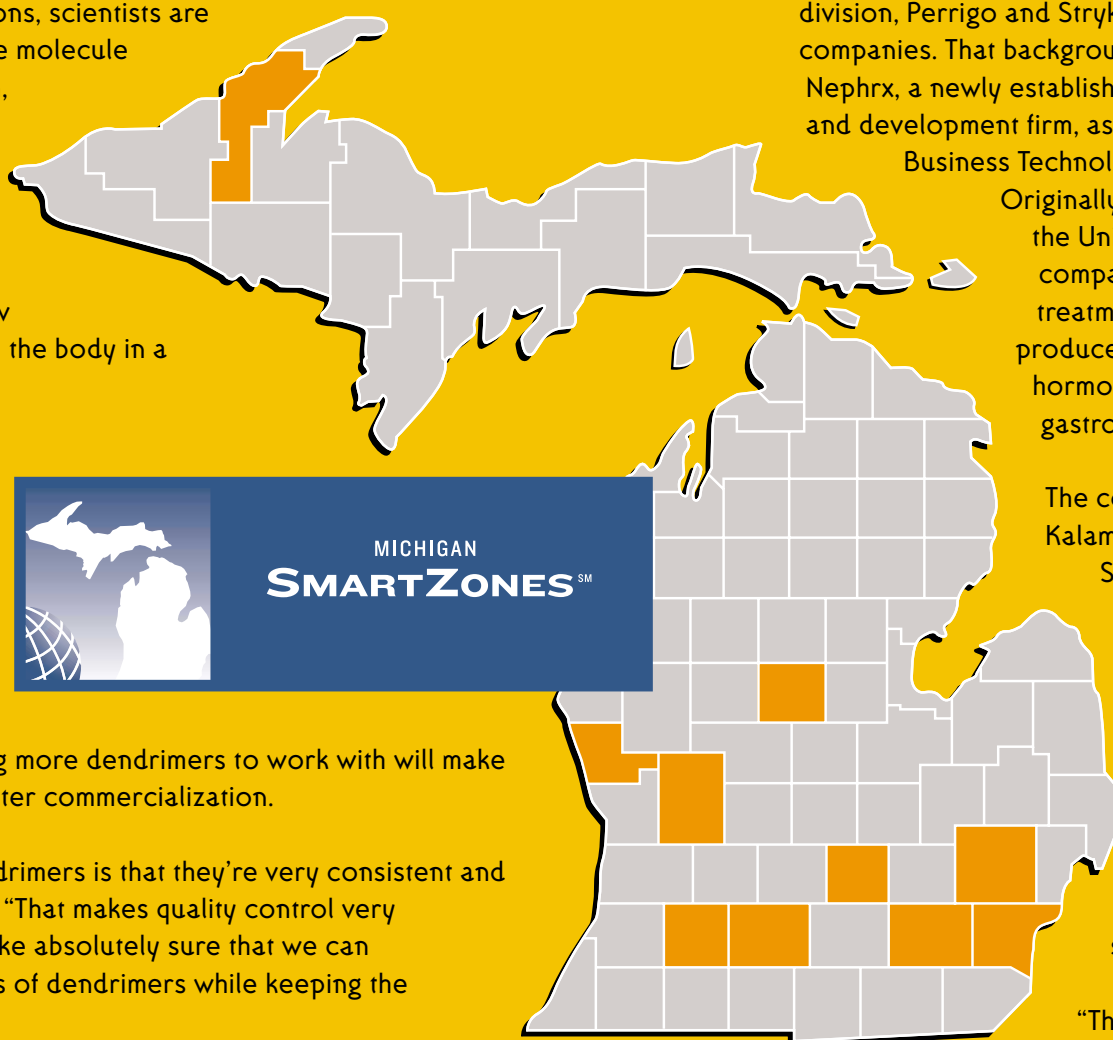 ons, scientists are
e molecule
,
the body in a
MICHIGAN
SMARTZONES℠
g more dendrimers to work with will make
ter commercialization.
drimers is that they're very consistent and
“That makes quality control very
ke absolutely sure that we can
s of dendrimers while keeping the
division, Perrigo and Stryk
companies. That backgrou
Nephrx, a newly establish
and development firm, as
Business Technol
Originally
the Un
compa
treatm
produce
hormo
gastro
The c
Kalam
S
s
“Th